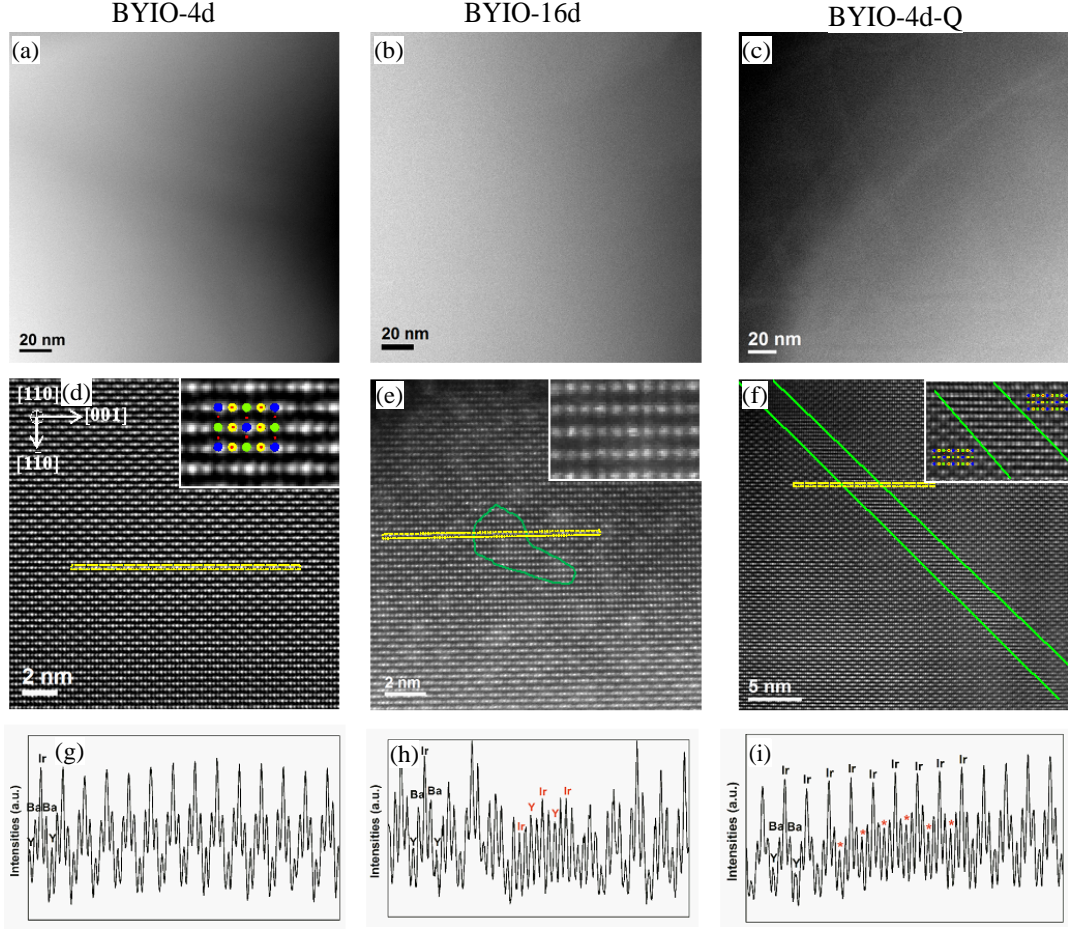 BYIO-4d BYIO-16d BYIO-4d-Q
(a) (b) (c)
20 nm 20 nm 20 nm
(d) (e) (f)
[110]
[001]
[1̄10]
2 nm 2 nm 5 nm
(g) (h) (i)
Intensities (a.u.) Intensities (a.u.) Intensities (a.u.)
Ir
Ba Ba
Y Y
Ir
Ba Ba
Y Y
Ir Y Ir Y Ir
Ir Ir Ir Ir Ir Ir Ir Ir Ir
Ba Ba
Y Y
* * * * * *